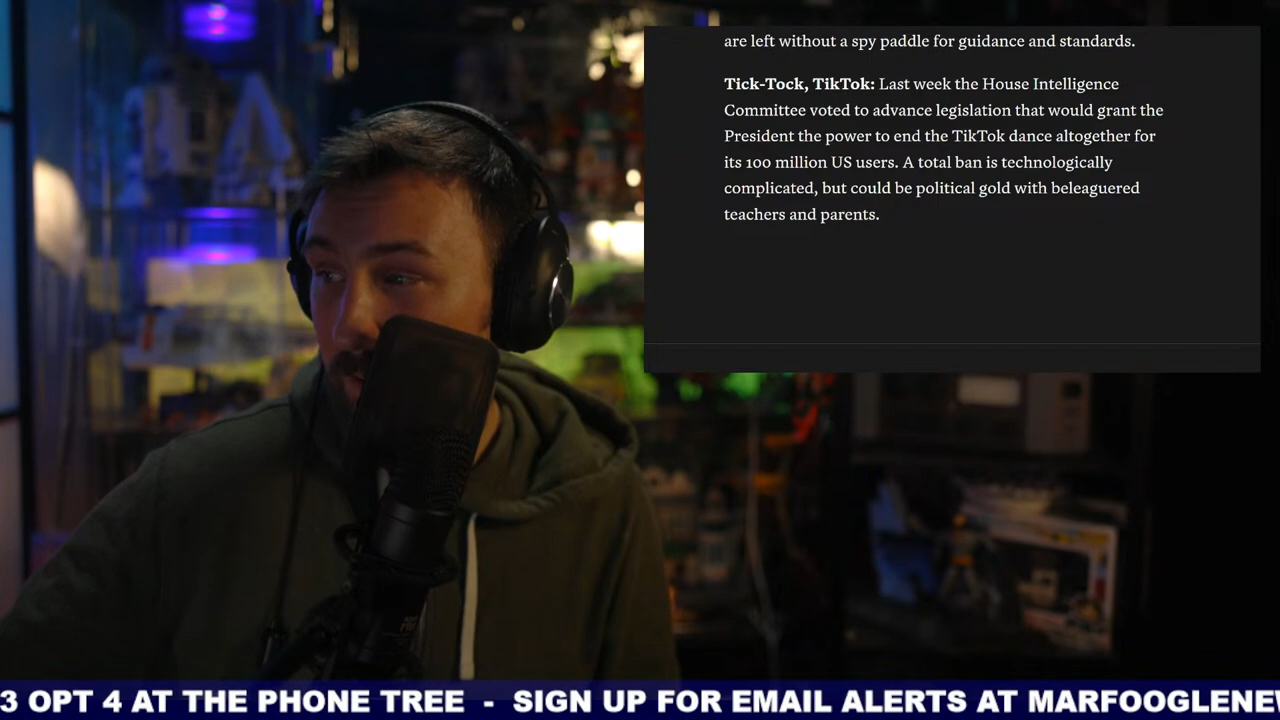 are left without a spy paddle for guidance and standards.
Tick-Tock, TikTok: Last week the House Intelligence
Committee voted to advance legislation that would grant the
President the power to end the TikTok dance altogether for
its 100 million US users. A total ban is technologically
complicated, but could be political gold with beleaguered
teachers and parents.
3 OPT 4 AT THE PHONE TREE - SIGN UP FOR EMAIL ALERTS AT MARFOOGLENEW